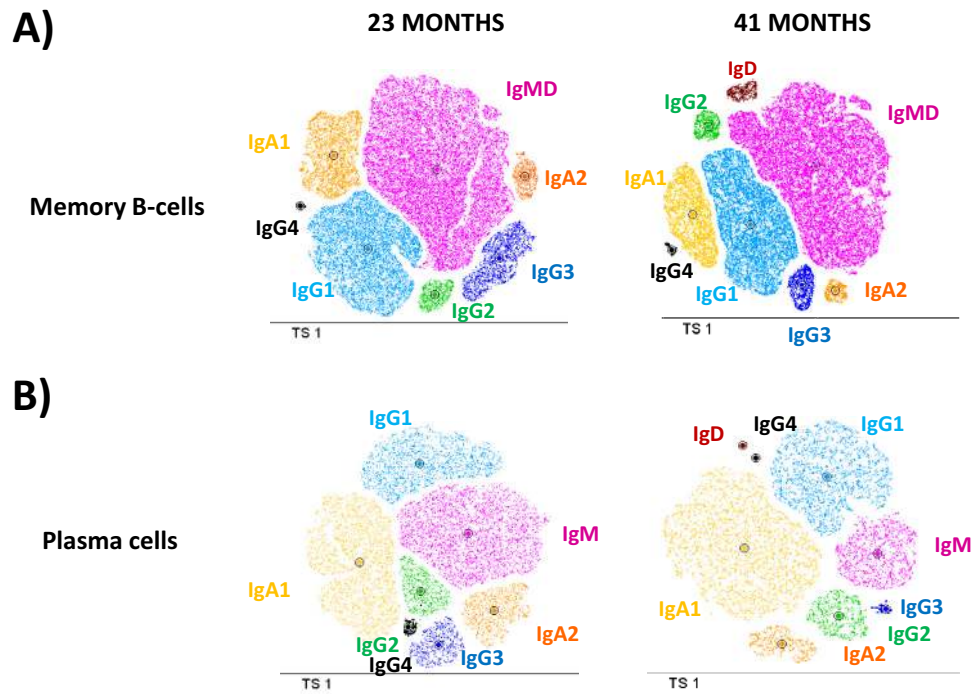 A)
23 MONTHS
41 MONTHS
Memory B-cells
IgA1
IgMD
IgA2
IgG4
IgG1
IgG3
IgG2
TS 1
IgD
IgG2
IgMD
IgA1
IgG4
IgG1
IgA2
IgG3
TS 1
B)
Plasma cells
IgG1
IgM
IgA1
IgA2
IgG2
IgG3
IgG4
TS 1
IgD
IgG4
IgG1
IgM
IgA1
IgG3
IgG2
IgA2
TS 1